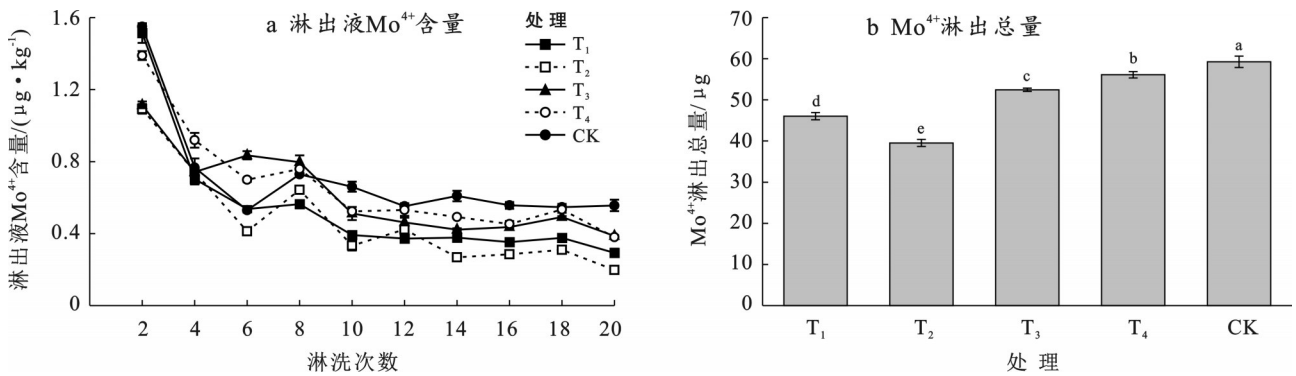 a 淋出液Mo⁴⁺含量
淋出液Mo⁴⁺含量/(μg·kg⁻¹)
1.6
1.2
0.8
0.4
0
2 4 6 8 10 12 14 16 18 20
淋洗次数
处理
T₁
T₂
T₃
T₄
CK
b Mo⁴⁺淋出总量
Mo⁴⁺淋出总量/μg
70
60
50
40
30
20
10
0
d
e
c
b
a
T₁ T₂ T₃ T₄ CK
处理